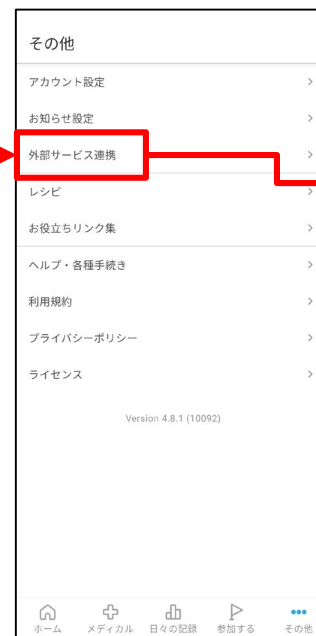 その他
アカウント設定
お知らせ設定
外部サービス連携
レシピ
お役立ちリンク集
ヘルプ・各種手続き
利用規約
プライバシーポリシー
ライセンス
Version 4.8.1 (10092)
ホーム メディカル 日々の記録 参加する その他